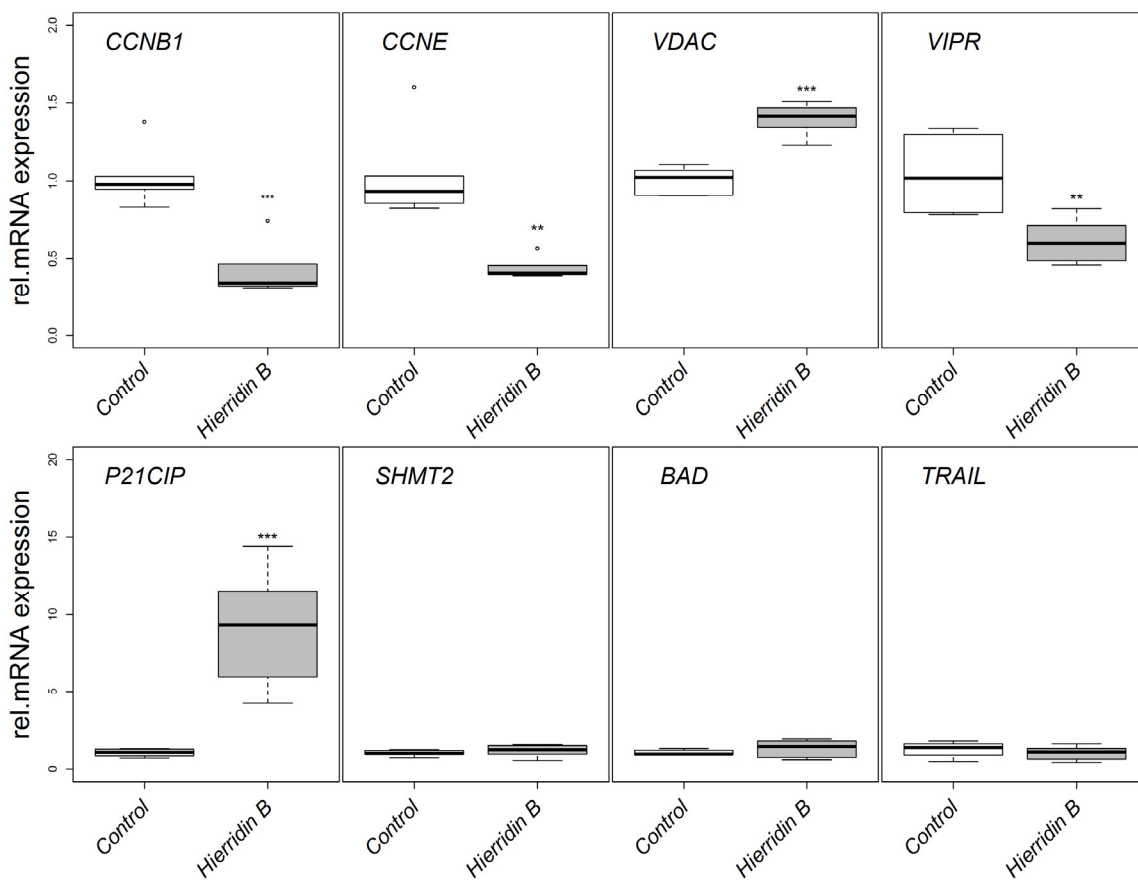 rel.mRNA expression
2.0
1.5
1.0
0.5
0.0
CCNB1
CCNE
VDAC
VIPR
***
**
***
**
Control
Hierridin B
Control
Hierridin B
Control
Hierridin B
Control
Hierridin B
rel.mRNA expression
20
15
10
5
0
P21CIP
SHMT2
BAD
TRAIL
***
Control
Hierridin B
Control
Hierridin B
Control
Hierridin B
Control
Hierridin B